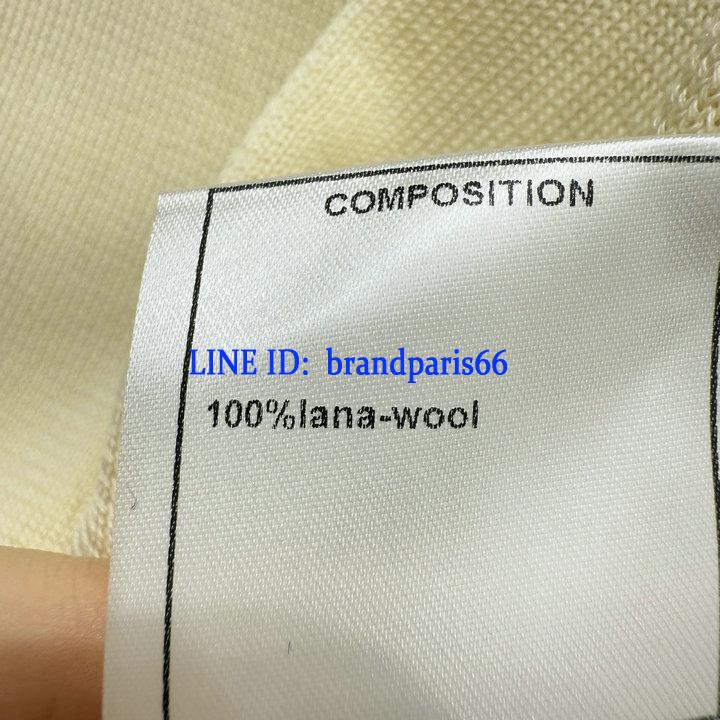 COMPOSITION
LINE ID: brandparis66
100%lana-wool